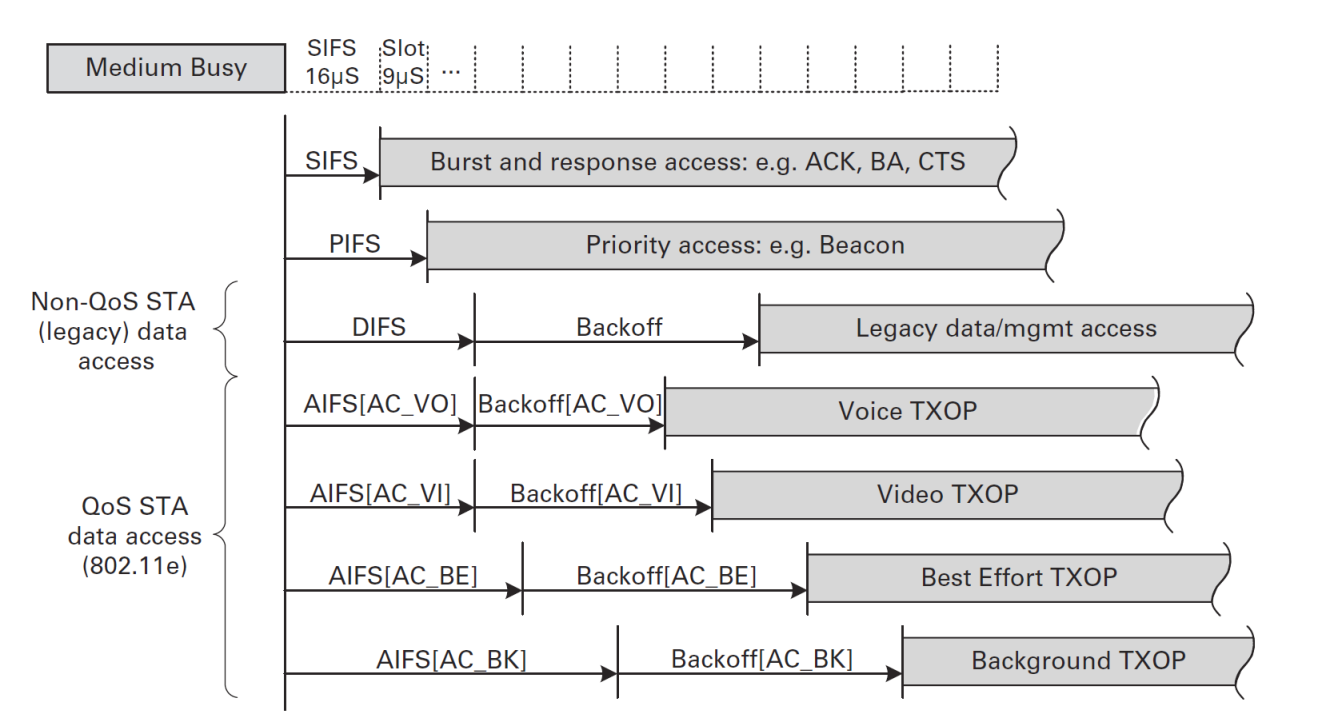 Medium Busy
SIFS
16µS
Slot
9µS
...
SIFS
Burst and response access: e.g. ACK, BA, CTS
PIFS
Priority access: e.g. Beacon
Non-QoS STA
(legacy) data
access
DIFS
Backoff
Legacy data/mgmt access
AIFS[AC_VO]
Backoff[AC_VO]
Voice TXOP
QoS STA
data access
(802.11e)
AIFS[AC_VI]
Backoff[AC_VI]
Video TXOP
AIFS[AC_BE]
Backoff[AC_BE]
Best Effort TXOP
AIFS[AC_BK]
Backoff[AC_BK]
Background TXOP